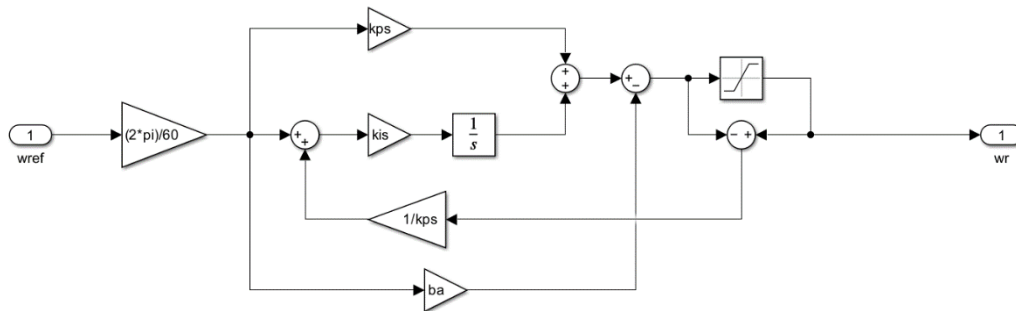 kps
1
wref
(2*pi)/60
+
+
kis
1
s
+
+
+
−
− +
1
wr
1/kps
ba